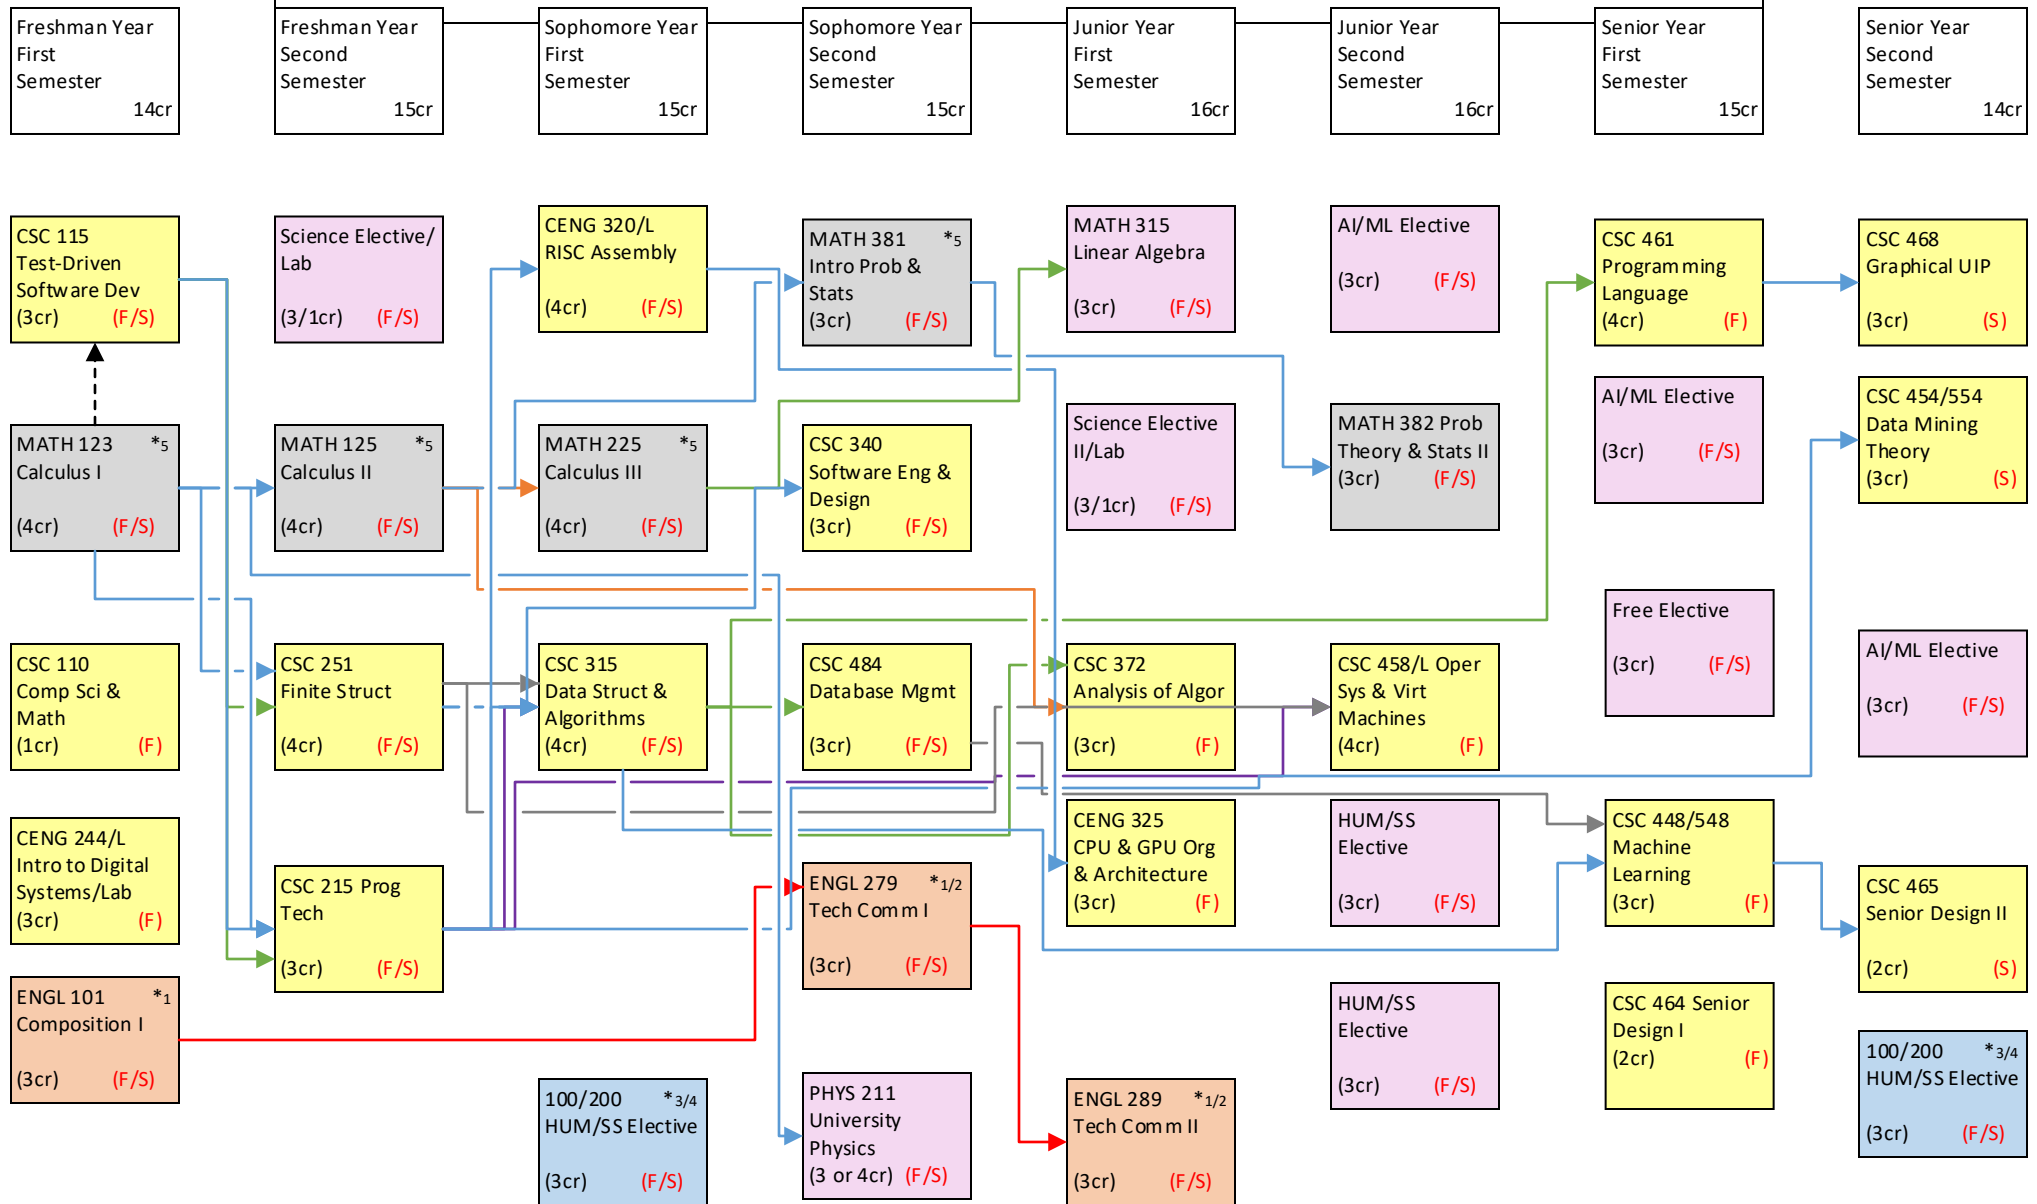 Freshman Year
First
Semester
14cr
Freshman Year
Second
Semester
15cr
Sophomore Year
First
Semester
15cr
Sophomore Year
Second
Semester
15cr
Junior Year
First
Semester
16cr
Junior Year
Second
Semester
16cr
Senior Year
First
Semester
15cr
Senior Year
Second
Semester
14cr
CSC 115
Test-Driven
Software Dev
(3cr) (F/S)
MATH 123 *5
Calculus I
(4cr) (F/S)
CSC 110
Comp Sci &
Math
(1cr) (F)
CENG 244/L
Intro to Digital
Systems/Lab
(3cr) (F)
ENGL 101 *1
Composition I
(3cr) (F/S)
Science Elective/
Lab
(3/1cr) (F/S)
MATH 125 *5
Calculus II
(4cr) (F/S)
CSC 251
Finite Struct
(4cr) (F/S)
CSC 215 Prog
Tech
(3cr) (F/S)
CENG 320/L
RISC Assembly
(4cr) (F/S)
MATH 225 *5
Calculus III
(4cr) (F/S)
CSC 315
Data Struct &
Algorithms
(4cr) (F/S)
100/200 *3/4
HUM/SS Elective
(3cr) (F/S)
MATH 381 *5
Intro Prob &
Stats
(3cr) (F/S)
CSC 340
Software Eng &
Design
(3cr) (F/S)
CSC 484
Database Mgmt
(3cr) (F/S)
ENGL 279 *1/2
Tech Comm I
(3cr) (F/S)
PHYS 211
University
Physics
(3 or 4cr) (F/S)
MATH 315
Linear Algebra
(3cr) (F/S)
Science Elective
II/Lab
(3/1cr) (F/S)
CSC 372
Analysis of Algor
(3cr) (F)
CENG 325
CPU & GPU Org
& Architecture
(3cr) (F)
ENGL 289 *1/2
Tech Comm II
(3cr) (F/S)
AI/ML Elective
(3cr) (F/S)
MATH 382 Prob
Theory & Stats II
(3cr) (F/S)
CSC 458/L Oper
Sys & Virt
Machines
(4cr) (F)
HUM/SS
Elective
(3cr) (F/S)
HUM/SS
Elective
(3cr) (F/S)
CSC 461
Programming
Language
(4cr) (F)
AI/ML Elective
(3cr) (F/S)
Free Elective
(3cr) (F/S)
CSC 448/548
Machine
Learning
(3cr) (F)
CSC 464 Senior
Design I
(2cr) (F)
CSC 468
Graphical UIP
(3cr) (S)
CSC 454/554
Data Mining
Theory
(3cr) (S)
AI/ML Elective
(3cr) (F/S)
CSC 465
Senior Design II
(2cr) (S)
100/200 *3/4
HUM/SS Elective
(3cr) (F/S)